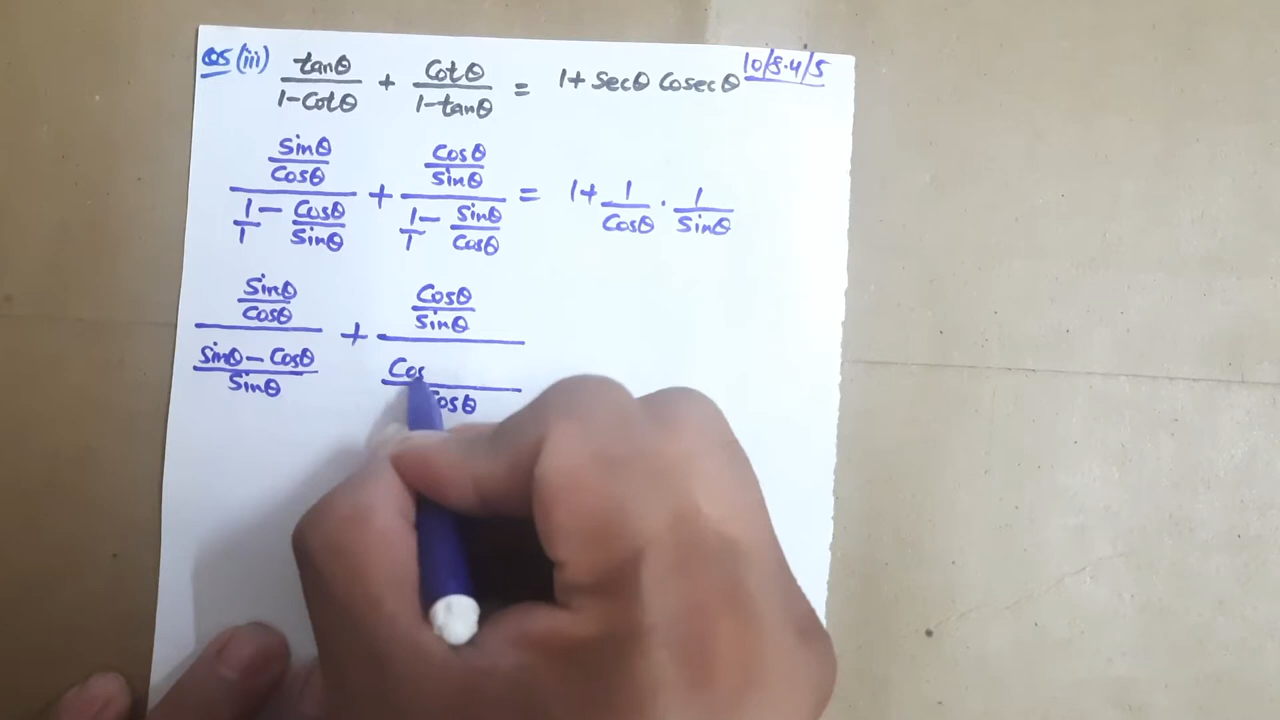 Q5 (iii) tanθ/1-Cotθ + Cotθ/1-tanθ = 1+ Secθ Cosecθ 10/8.4/5
Sinθ/Cosθ / 1/1 - Cosθ/Sinθ + Cosθ/Sinθ / 1/1 - Sinθ/Cosθ = 1+ 1/Cosθ . 1/Sinθ
Sinθ/Cosθ / Sinθ-Cosθ/Sinθ + Cosθ/Sinθ / Cos/Cosθ